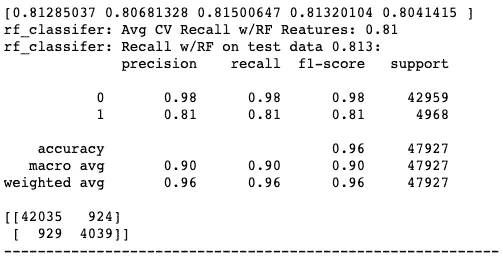 [0.81285037 0.80681328 0.81500647 0.81320104 0.8041415 ]
rf_classifer: Avg CV Recall w/RF Reatures: 0.81
rf_classifer: Recall w/RF on test data 0.813:
precision recall f1-score support
0 0.98 0.98 0.98 42959
1 0.81 0.81 0.81 4968
accuracy 0.96 47927
macro avg 0.90 0.90 0.90 47927
weighted avg 0.96 0.96 0.96 47927
[[42035 924]
[ 929 4039]]
--------------------------------------------------------------